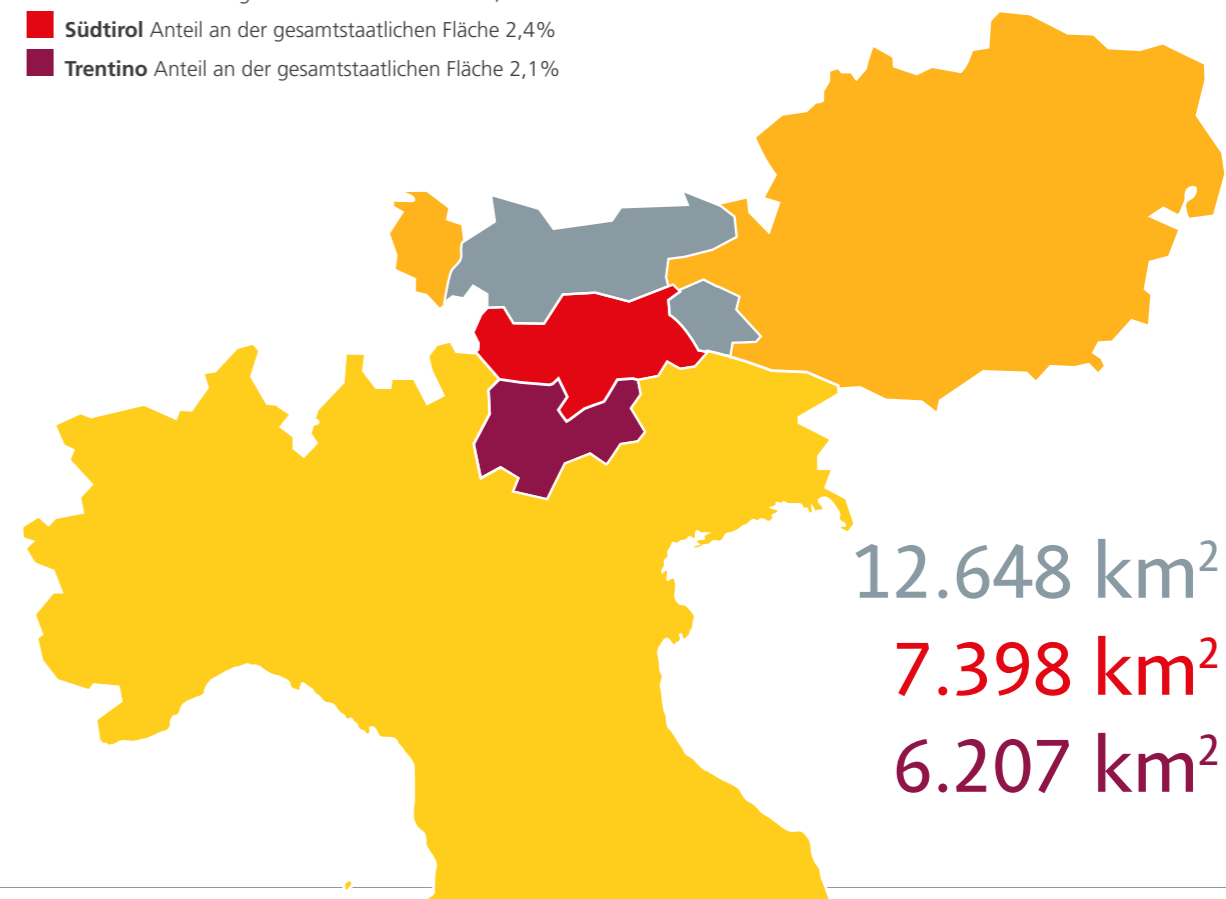 Südtirol Anteil an der gesamtstaatlichen Fläche 2,4%
Trentino Anteil an der gesamtstaatlichen Fläche 2,1%
12.648 km²
7.398 km²
6.207 km²